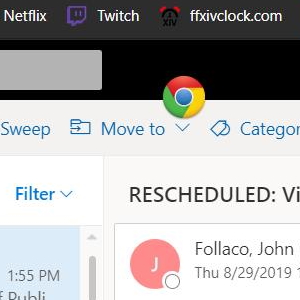 Netflix Twitch XIV ffxivclock.com
Sweep Move to Categor
Filter RESCHEDULED: Vi
J Follaco, John
Thu 8/29/2019 1
1:55 PM
f Publi